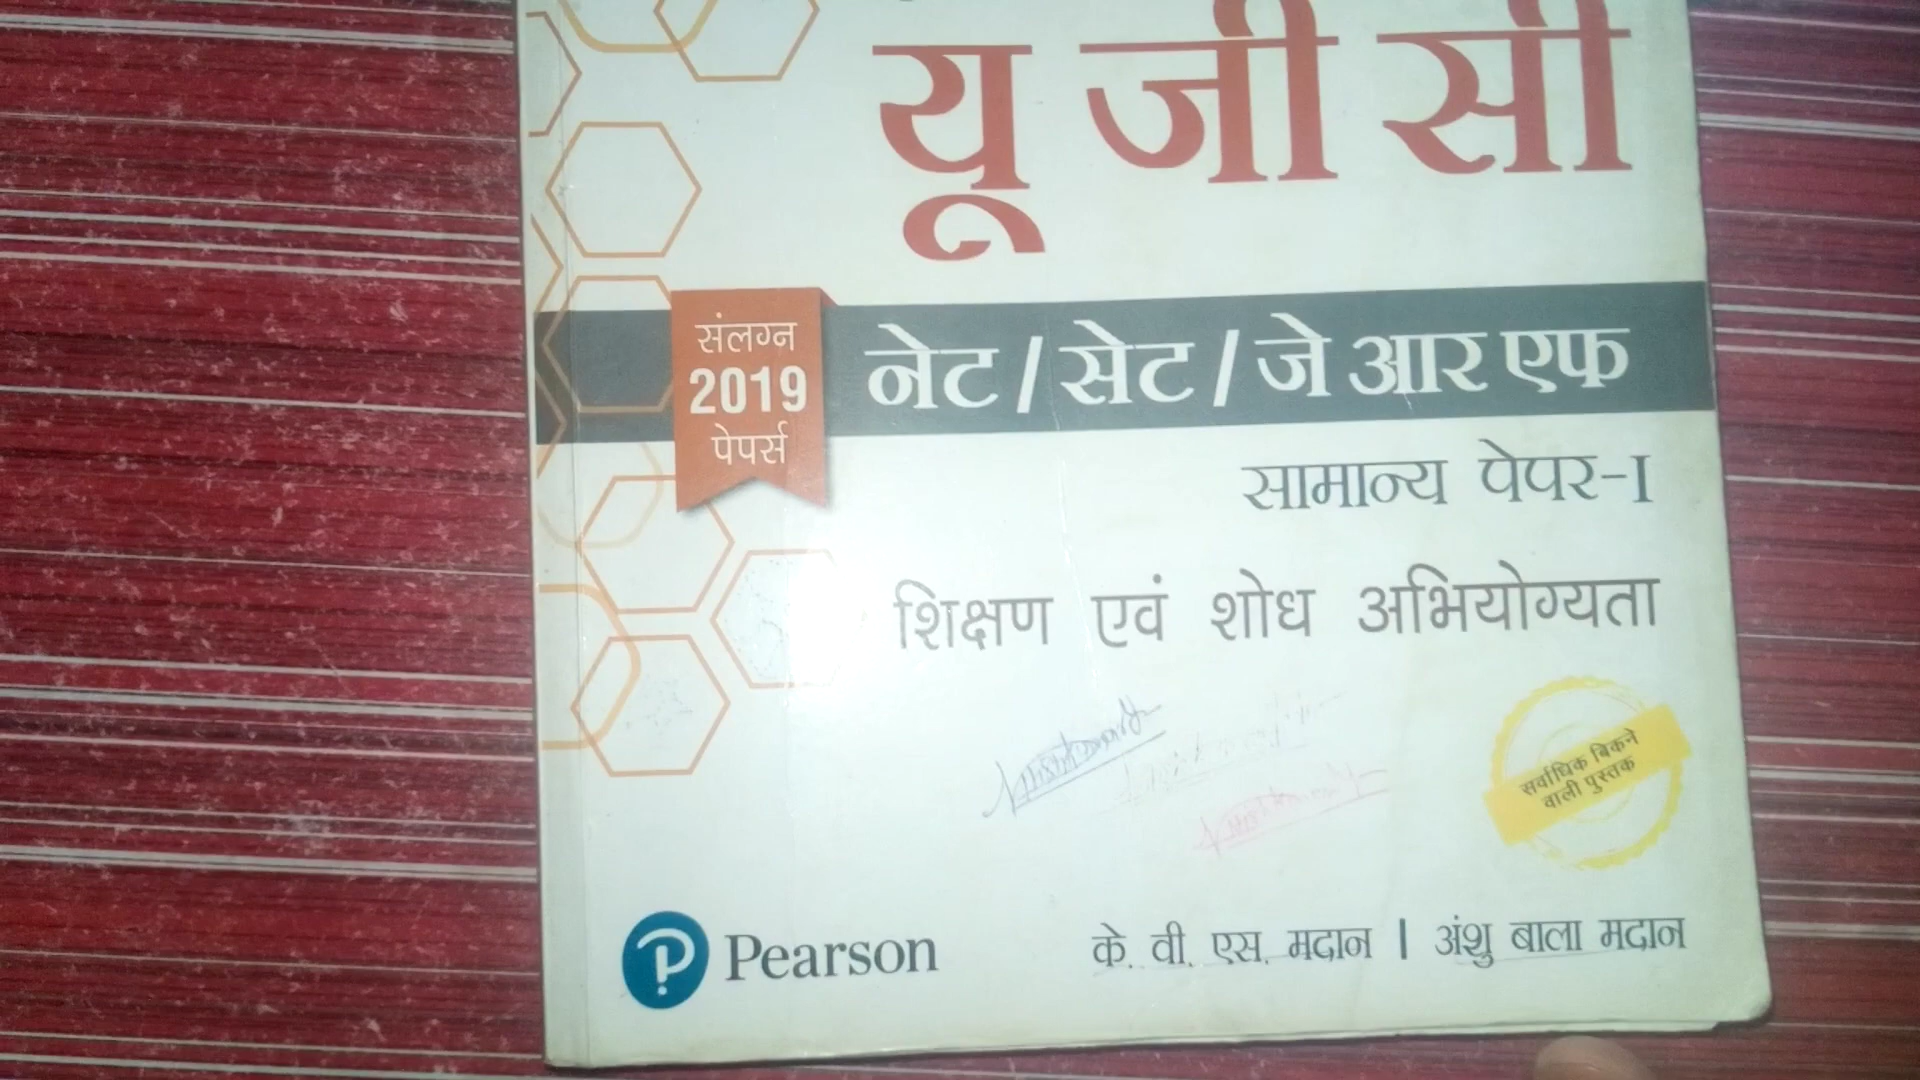 यू जी सी
संलग्न
2019
पेपर्स
नेट / सेट / जे आर एफ
सामान्य पेपर-I
शिक्षण एवं शोध अभियोग्यता
सर्वाधिक बिकने
वाली पुस्तक
Pearson
के. वी. एस. मदान | अंशु बाला मदान